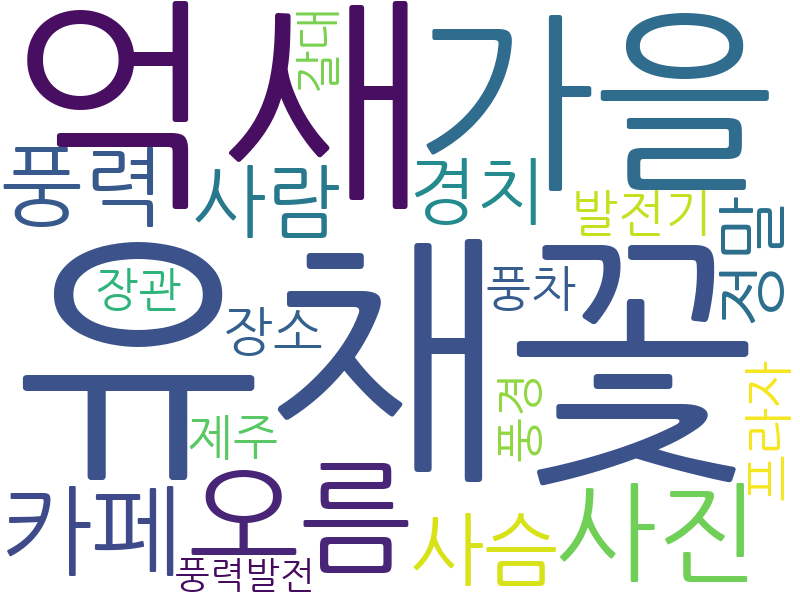 억새
가을
갈대
풍력
사람
경치
발전기
정말
유채꽃
장관
장소
풍차
제주
풍경
프라자
카페
오름
사슴
사진
풍력발전